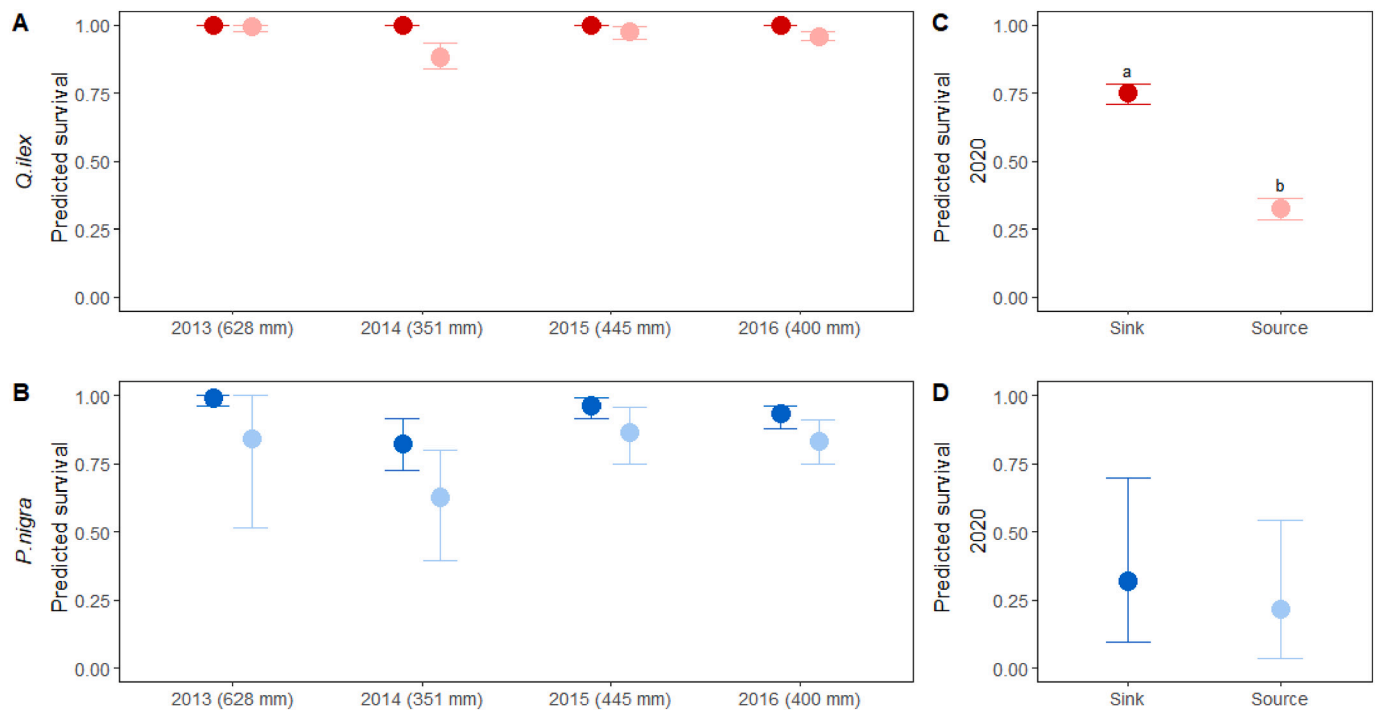 A
Q.ilex
Predicted survival
1.00
0.75
0.50
0.25
0.00
2013 (628 mm)
2014 (351 mm)
2015 (445 mm)
2016 (400 mm)
C
Predicted survival
2020
1.00
0.75
0.50
0.25
0.00
a
b
Sink
Source
B
P.nigra
Predicted survival
1.00
0.75
0.50
0.25
0.00
2013 (628 mm)
2014 (351 mm)
2015 (445 mm)
2016 (400 mm)
D
Predicted survival
2020
1.00
0.75
0.50
0.25
0.00
Sink
Source